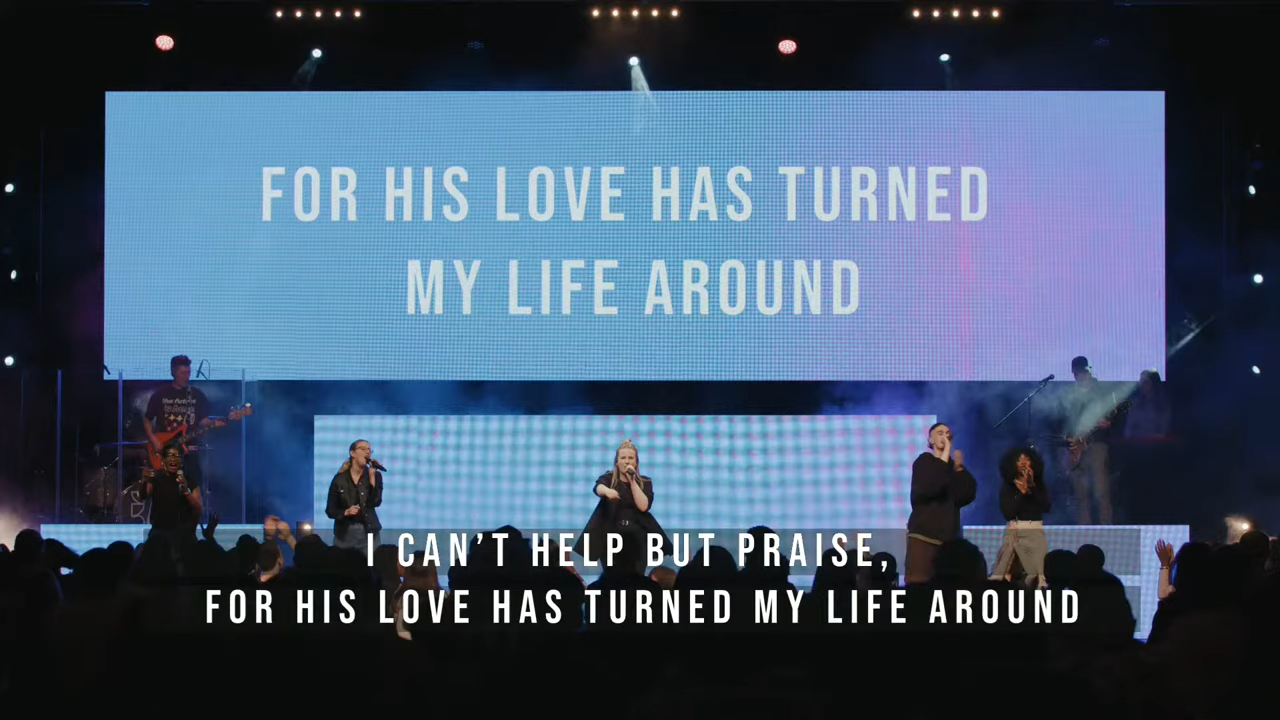 FOR HIS LOVE HAS TURNED
MY LIFE AROUND
I CAN'T HELP BUT PRAISE,
FOR HIS LOVE HAS TURNED MY LIFE AROUND